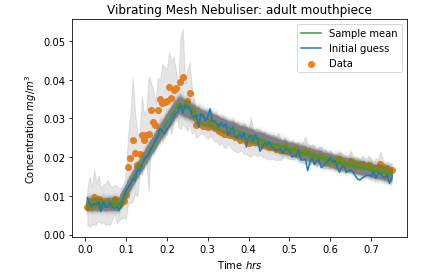 Vibrating Mesh Nebuliser: adult mouthpiece
Sample mean
Initial guess
Data
Concentration mg/m³
0.05
0.04
0.03
0.02
0.01
0.00
0.0 0.1 0.2 0.3 0.4 0.5 0.6 0.7
Time hrs